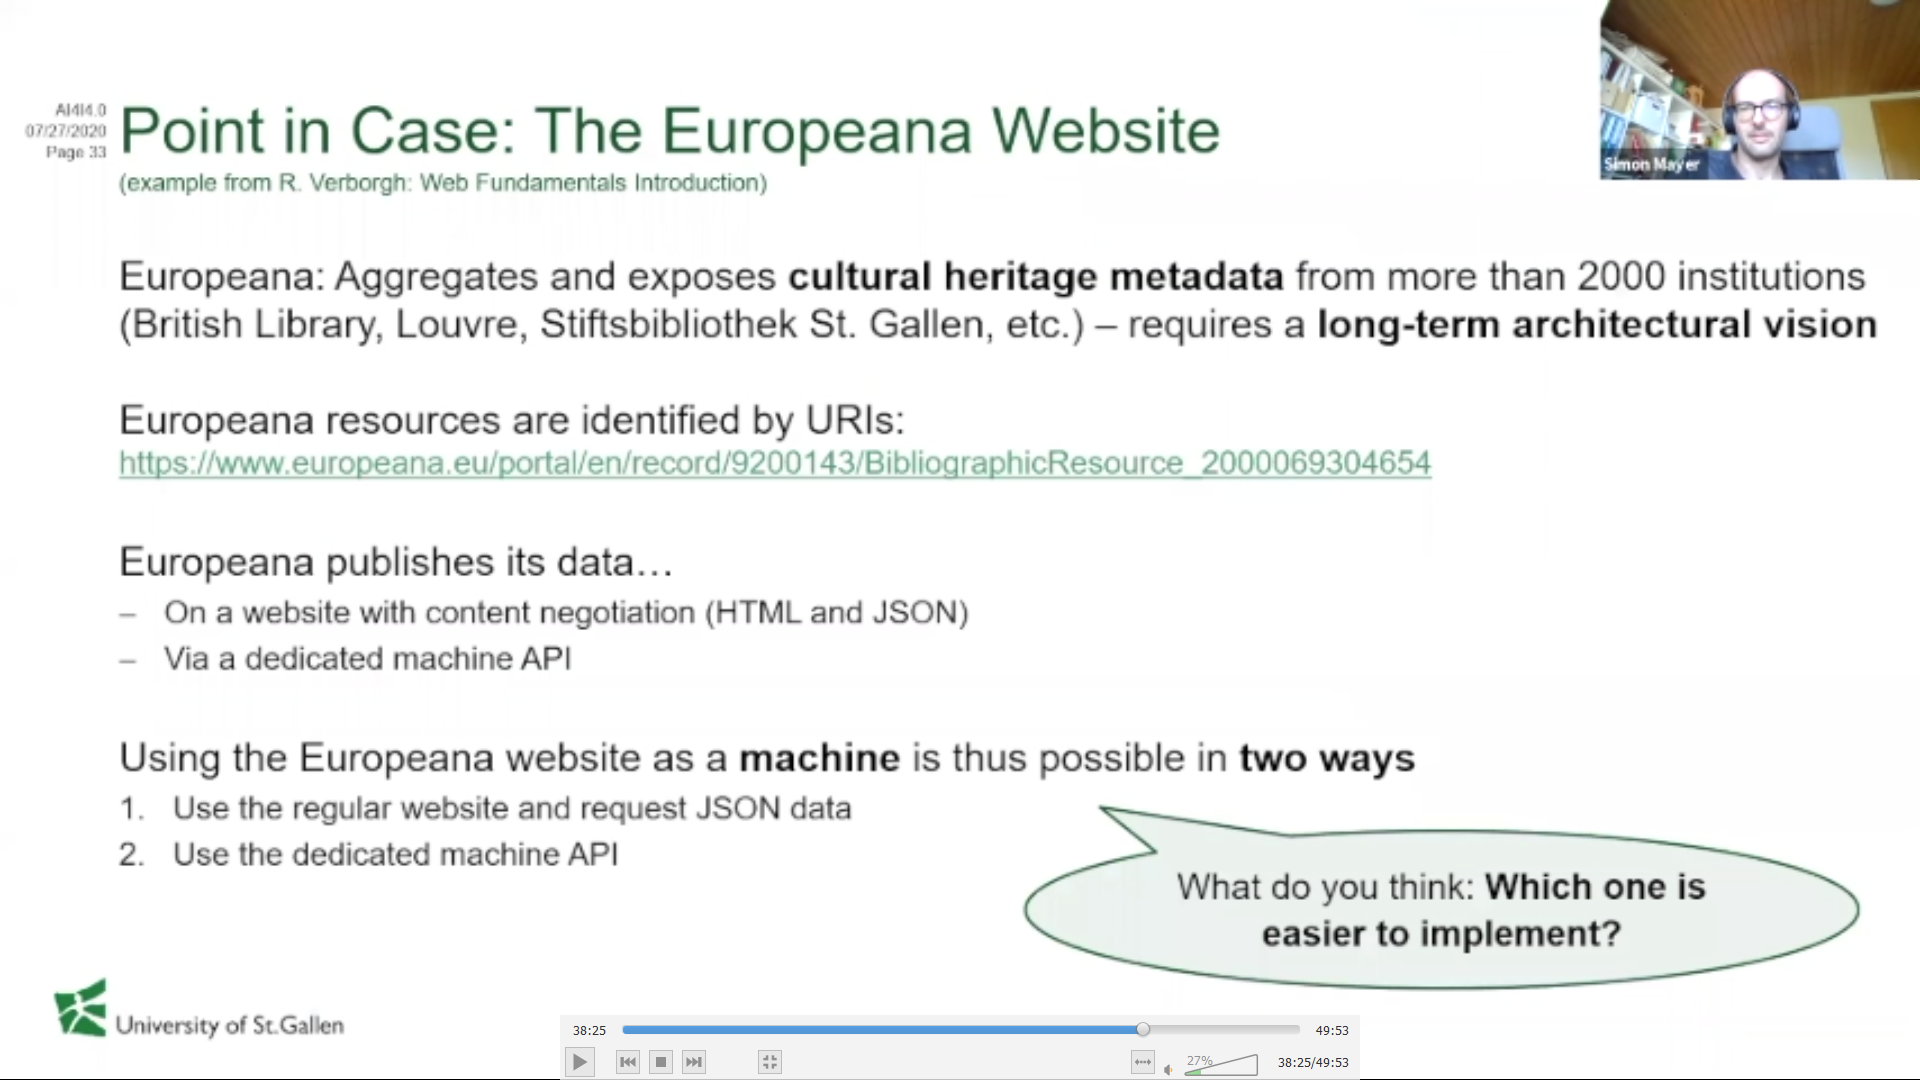 AI4I4.0
07/27/2020
Page 33
Point in Case: The Europeana Website
(example from R. Verborgh: Web Fundamentals Introduction)
Simon Mayer
Europeana: Aggregates and exposes cultural heritage metadata from more than 2000 institutions
(British Library, Louvre, Stiftsbibliothek St. Gallen, etc.) – requires a long-term architectural vision
Europeana resources are identified by URIs:
https://www.europeana.eu/portal/en/record/9200143/BibliographicResource_2000069304654
Europeana publishes its data…
– On a website with content negotiation (HTML and JSON)
– Via a dedicated machine API
Using the Europeana website as a machine is thus possible in two ways
1. Use the regular website and request JSON data
2. Use the dedicated machine API
What do you think: Which one is
easier to implement?
University of St.Gallen
38:25
49:53
27%
38:25/49:53